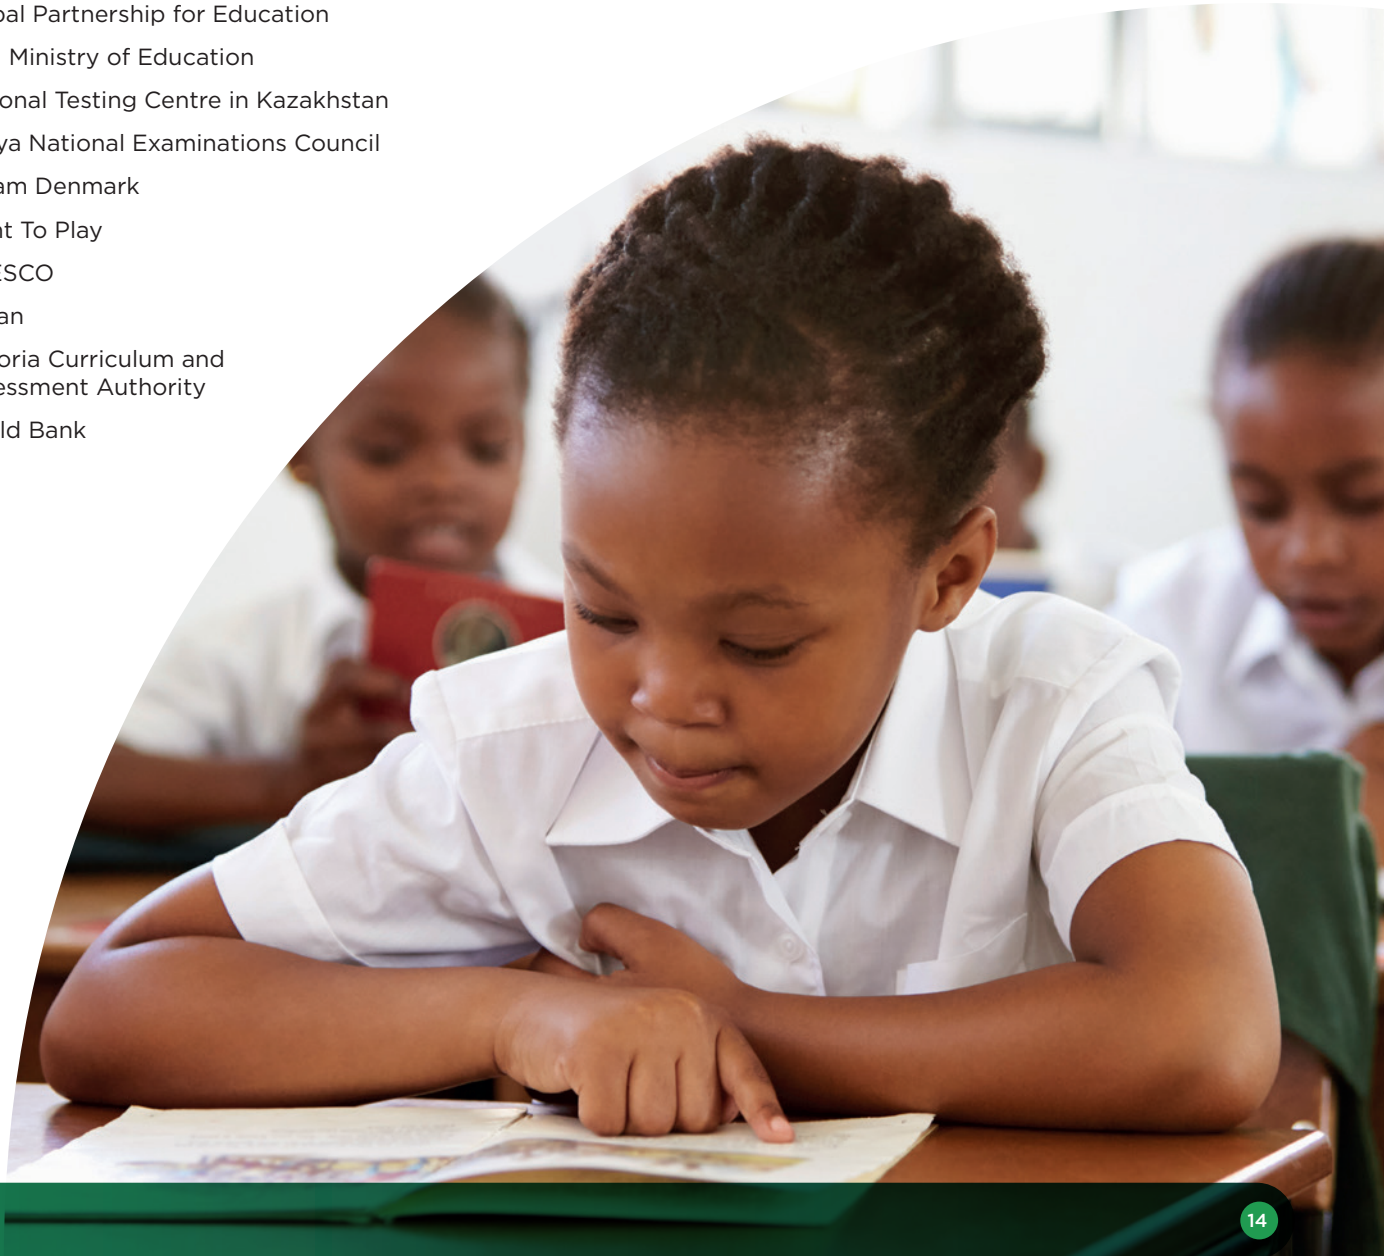 bal Partnership for Education
Ministry of Education
onal Testing Centre in Kazakhstan
ya National Examinations Council
am Denmark
nt To Play
ESCO
an
oria Curriculum and
essment Authority
ld Bank
14